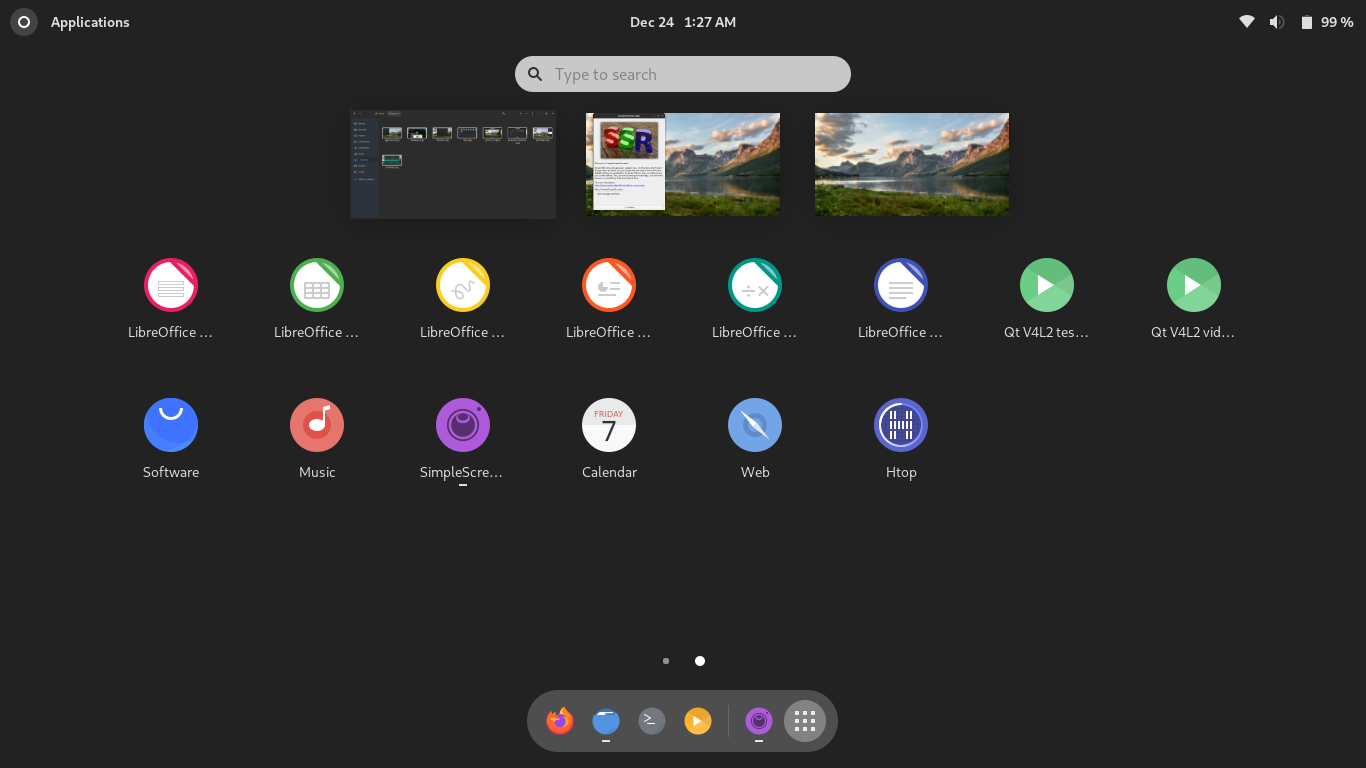 Applications
Dec 24 1:27 AM
99 %
Type to search
SSR
LibreOffice ...
LibreOffice ...
LibreOffice ...
LibreOffice ...
LibreOffice ...
LibreOffice ...
Qt V4L2 tes...
Qt V4L2 vid...
FRIDAY
7
Software
Music
SimpleScre...
Calendar
Web
Htop